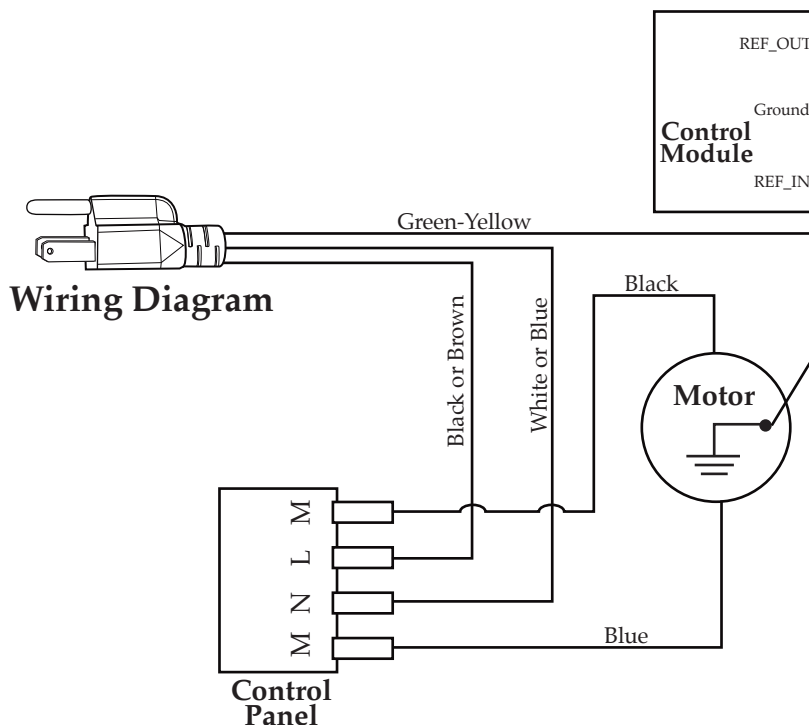 REF_OUT
Ground
Control
Module
REF_IN
Green-Yellow
Wiring Diagram
Black
Black or Brown
White or Blue
Motor
M
L
N
M
Blue
Control
Panel